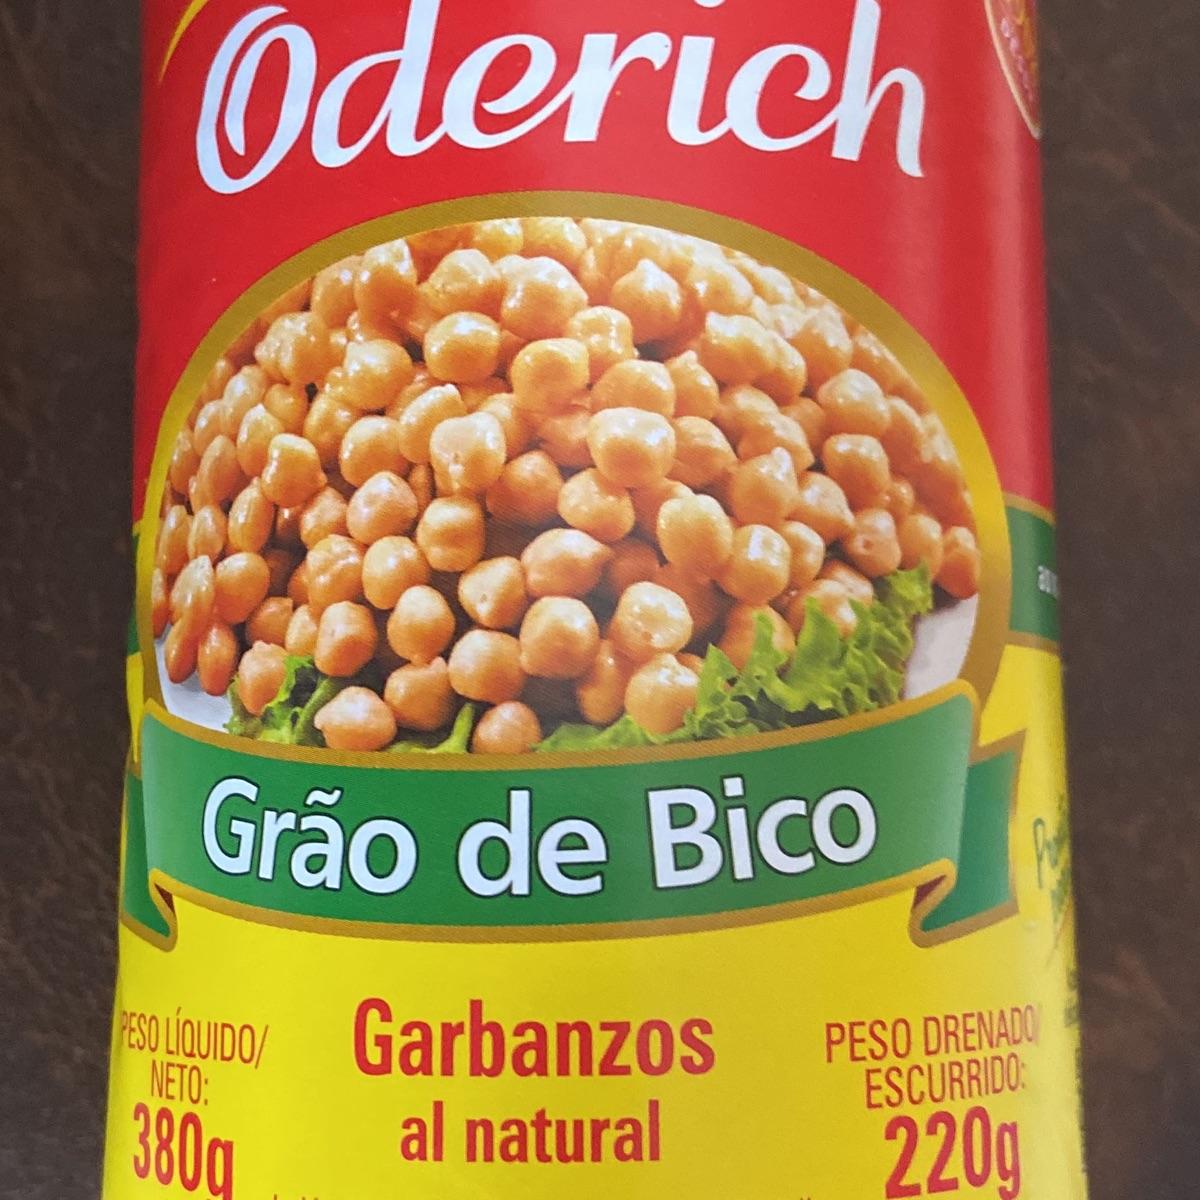 Oderich
Grão de Bico
PESO LÍQUIDO/
NETO:
380g
Garbanzos
al natural
PESO DRENADO/
ESCURRIDO:
220g